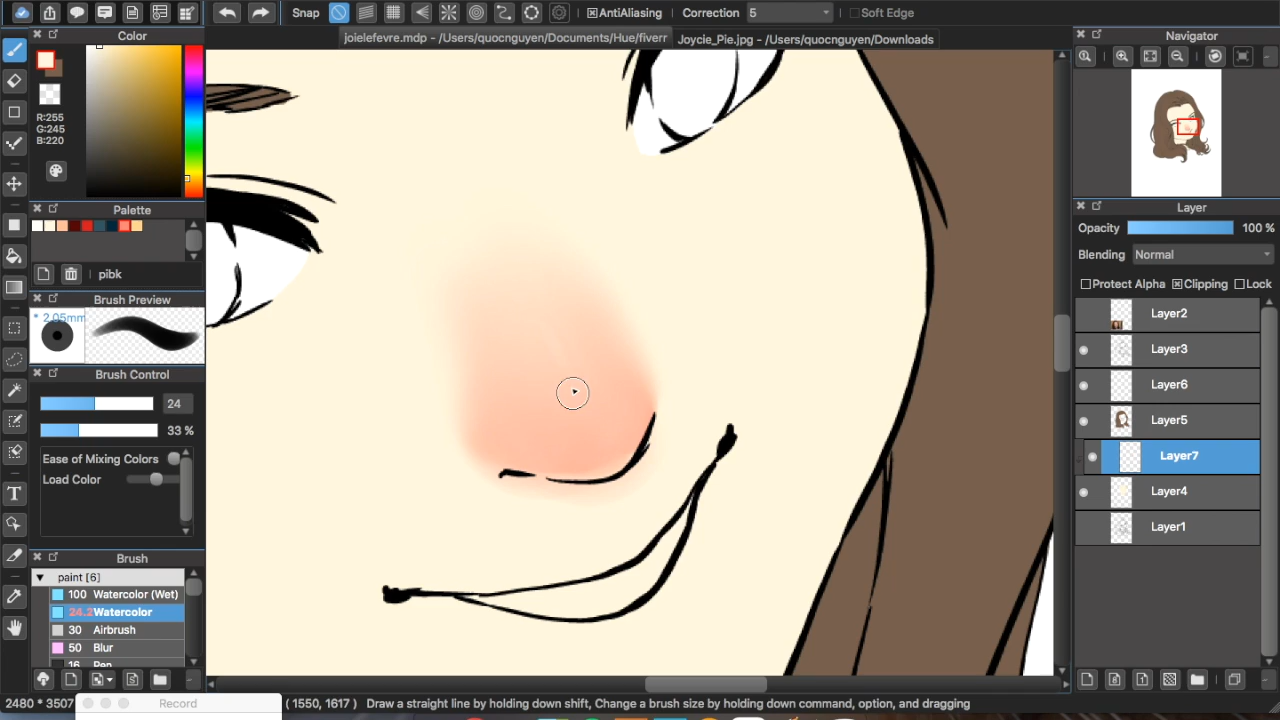 Snap
AntiAliasing
Correction 5
Soft Edge
Color
joielefevre.mdp - /Users/quocnguyen/Documents/Hue/fiverr
Joycie_Pie.jpg - /Users/quocnguyen/Downloads
Navigator
R:255
G:245
B:220
Palette
pibk
Brush Preview
* 2.05mm
Brush Control
24
33 %
Ease of Mixing Colors
Load Color
Brush
paint [6]
100 Watercolor (Wet)
24.2 Watercolor
30 Airbrush
50 Blur
16 Pen
Layer
Opacity 100 %
Blending Normal
Protect Alpha Clipping Lock
Layer2
Layer3
Layer6
Layer5
Layer7
Layer4
Layer1
2480 * 3507
Record
( 1550, 1617 ) Draw a straight line by holding down shift, Change a brush size by holding down command, option, and dragging